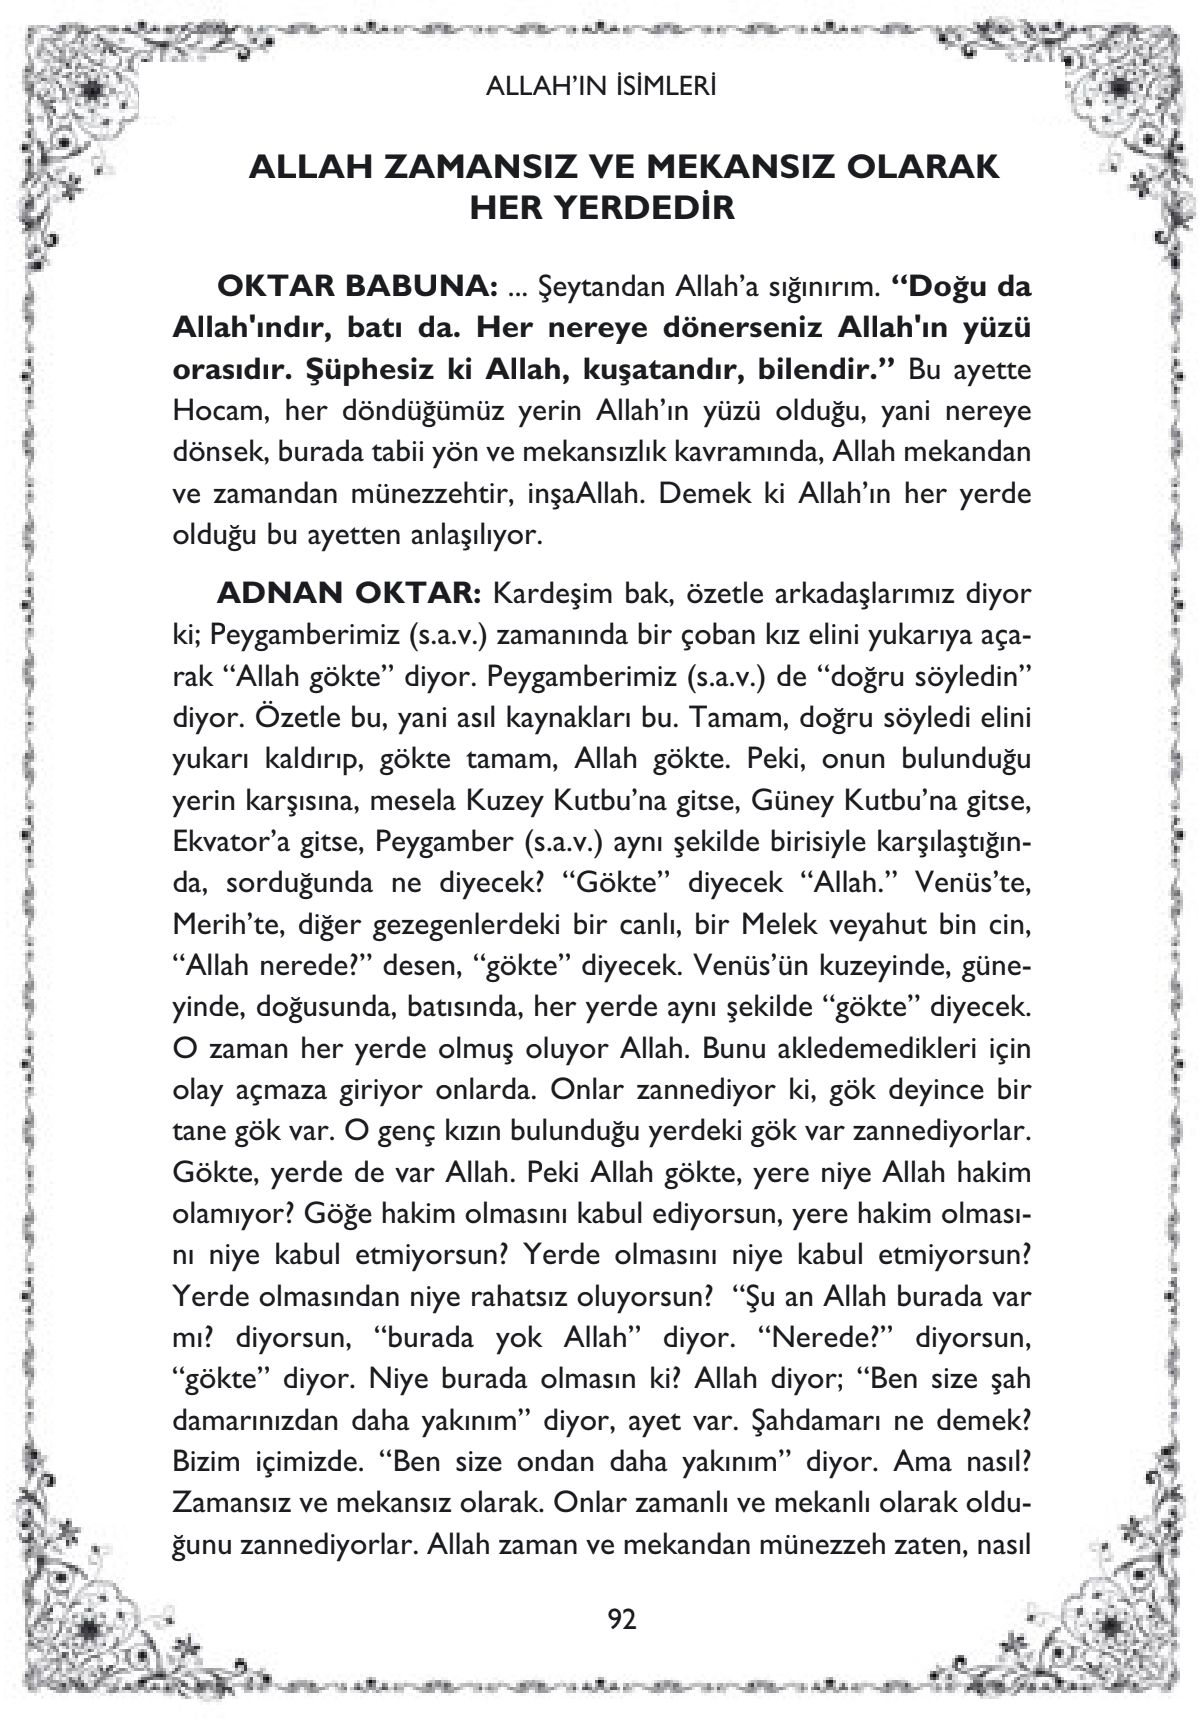 ALLAH’IN İSİMLERİ
ALLAH ZAMANSIZ VE MEKANSIZ OLARAK
HER YERDEDİR
OKTAR BABUNA: ... Şeytandan Allah’a sığınırım. “Doğu da
Allah'ındır, batı da. Her nereye dönerseniz Allah'ın yüzü
orasıdır. Şüphesiz ki Allah, kuşatandır, bilendir.” Bu ayette
Hocam, her döndüğümüz yerin Allah’ın yüzü olduğu, yani nereye
dönsek, burada tabii yön ve mekansızlık kavramında, Allah mekandan
ve zamandan münezzehtir, inşaAllah. Demek ki Allah’ın her yerde
olduğu bu ayetten anlaşılıyor.
ADNAN OKTAR: Kardeşim bak, özetle arkadaşlarımız diyor
ki; Peygamberimiz (s.a.v.) zamanında bir çoban kız elini yukarıya aça-
rak “Allah gökte” diyor. Peygamberimiz (s.a.v.) de “doğru söyledin”
diyor. Özetle bu, yani asıl kaynakları bu. Tamam, doğru söyledi elini
yukarı kaldırıp, gökte tamam, Allah gökte. Peki, onun bulunduğu
yerin karşısına, mesela Kuzey Kutbu’na gitse, Güney Kutbu’na gitse,
Ekvator’a gitse, Peygamber (s.a.v.) aynı şekilde birisiyle karşılaştığın-
da, sorduğunda ne diyecek? “Gökte” diyecek “Allah.” Venüs’te,
Merih’te, diğer gezegenlerdeki bir canlı, bir Melek veyahut bin cin,
“Allah nerede?” desen, “gökte” diyecek. Venüs’ün kuzeyinde, güne-
yinde, doğusunda, batısında, her yerde aynı şekilde “gökte” diyecek.
O zaman her yerde olmuş oluyor Allah. Bunu akledemedikleri için
olay açmaza giriyor onlarda. Onlar zannediyor ki, gök deyince bir
tane gök var. O genç kızın bulunduğu yerdeki gök var zannediyorlar.
Gökte, yerde de var Allah. Peki Allah gökte, yere niye Allah hakim
olamıyor? Göğe hakim olmasını kabul ediyorsun, yere hakim olması-
nı niye kabul etmiyorsun? Yerde olmasını niye kabul etmiyorsun?
Yerde olmasından niye rahatsız oluyorsun?  “Şu an Allah burada var
mı? diyorsun, “burada yok Allah” diyor. “Nerede?” diyorsun,
“gökte” diyor. Niye burada olmasın ki? Allah diyor; “Ben size şah
damarınızdan daha yakınım” diyor, ayet var. Şahdamarı ne demek?
Bizim içimizde. “Ben size ondan daha yakınım” diyor. Ama nasıl?
Zamansız ve mekansız olarak. Onlar zamanlı ve mekanlı olarak oldu-
ğunu zannediyorlar. Allah zaman ve mekandan münezzeh zaten, nasıl
92